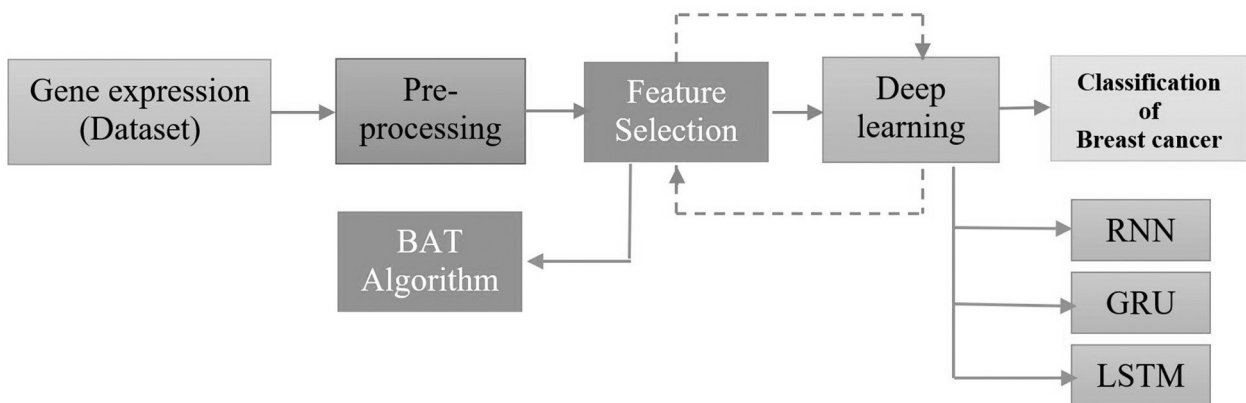 Gene expression
(Dataset)
Pre-
processing
Feature
Selection
Deep
learning
Classification
of
Breast cancer
BAT
Algorithm
RNN
GRU
LSTM